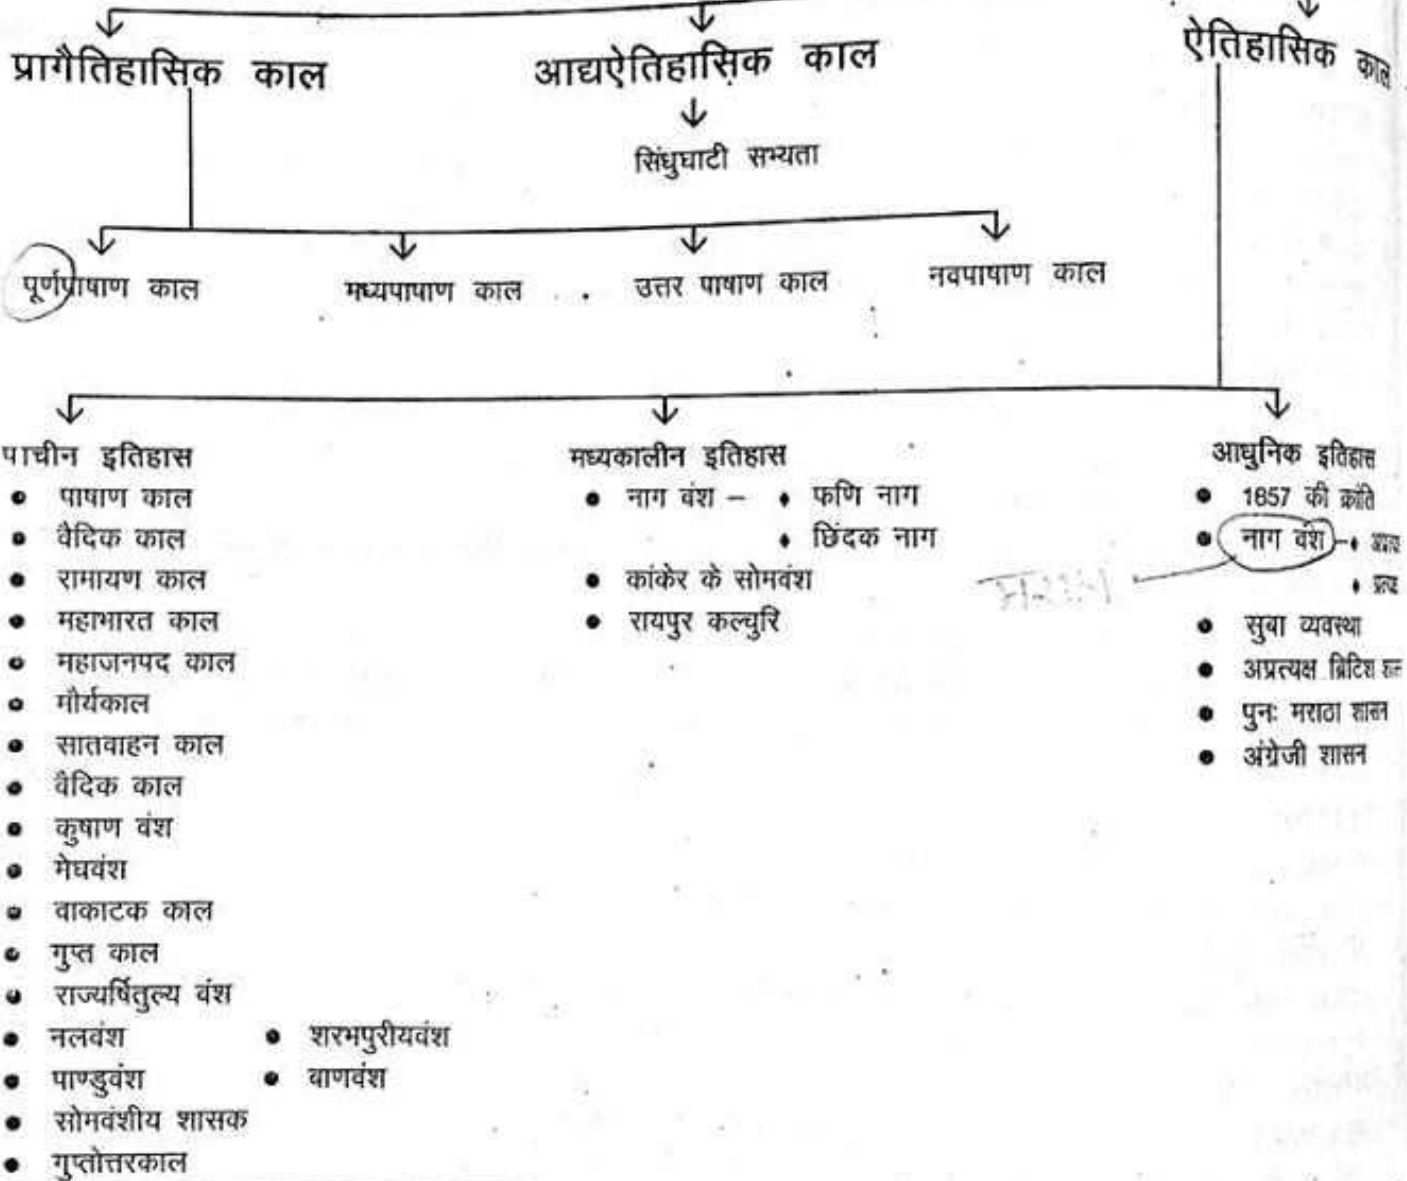 प्रागैतिहासिक काल
आद्यऐतिहासिक काल
ऐतिहासिक काल
सिंधुघाटी सभ्यता
पूर्णपाषाण काल
मध्यपापाण काल
उत्तर पाषाण काल
नवपाषाण काल
पाचीन इतिहास
• पाषाण काल
• वैदिक काल
• रामायण काल
• महाभारत काल
• महाजनपद काल
• मौर्यकाल
• सातवाहन काल
• वैदिक काल
• कुषाण वंश
• मेघवंश
• वाकाटक काल
• गुप्त काल
• राज्यर्षितुल्य वंश
• नलवंश • शरभपुरीयवंश
• पाण्डुवंश • बाणवंश
• सोमवंशीय शासक
• गुप्तोत्तरकाल
मध्यकालीन इतिहास
• नाग वंश – ♦ फणि नाग
♦ छिंदक नाग
• कांकेर के सोमवंश
• रायपुर कल्चुरि
आधुनिक इतिहास
• 1857 की क्रांति
• नाग वंश – ♦
♦
मराठा
• सुबा व्यवस्था
• अप्रत्यक्ष ब्रिटिश
• पुनः मराठा शासन
• अंग्रेजी शासन